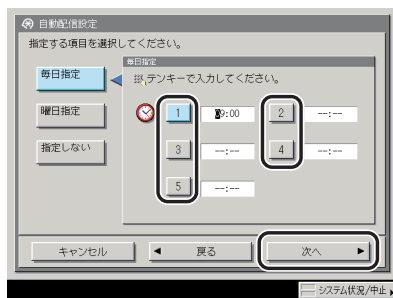 自動配信設定
指定する項目を選択してください。
毎日指定
毎日指定
テンキーで入力してください。
曜日指定
指定しない
1 09:00 2 --:--
3 --:-- 4 --:--
5 --:--
キャンセル ◀ 戻る 次へ ▶
システム状況/中止